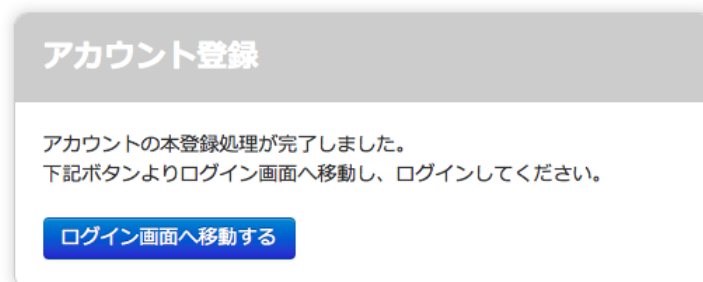 アカウント登録
アカウントの本登録処理が完了しました。
下記ボタンよりログイン画面へ移動し、ログインしてください。
ログイン画面へ移動する